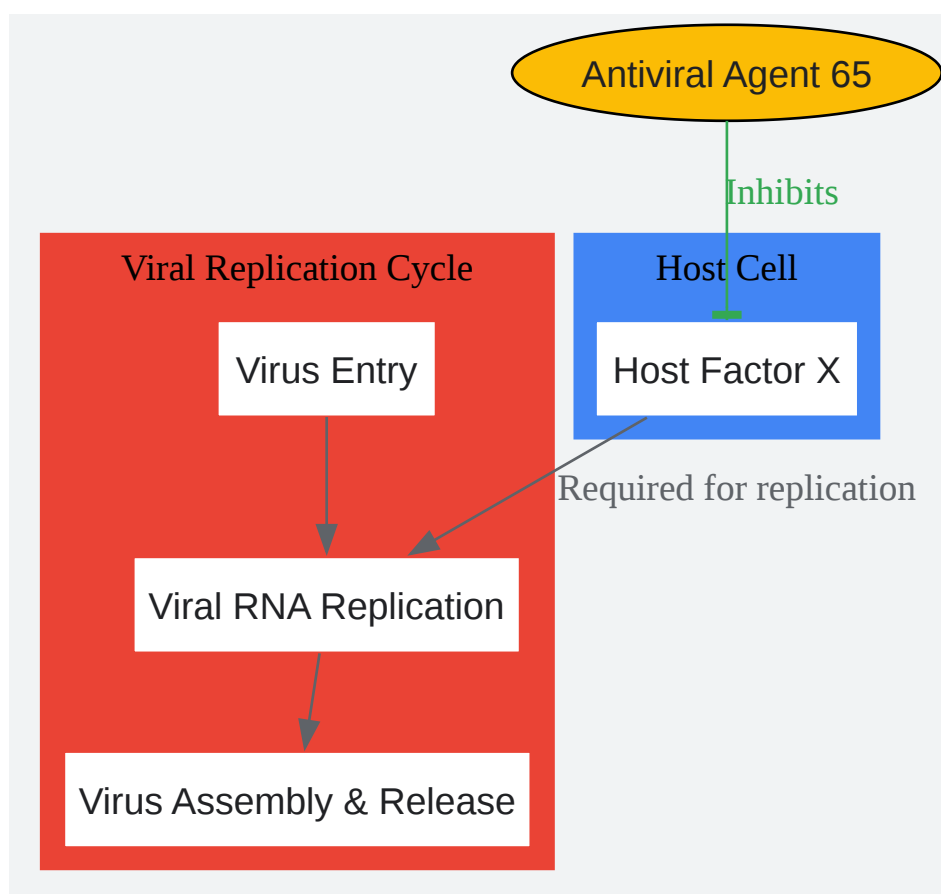 Antiviral Agent 65
Inhibits
Viral Replication Cycle
Host Cell
Virus Entry
Host Factor X
Required for replication
Viral RNA Replication
Virus Assembly & Release